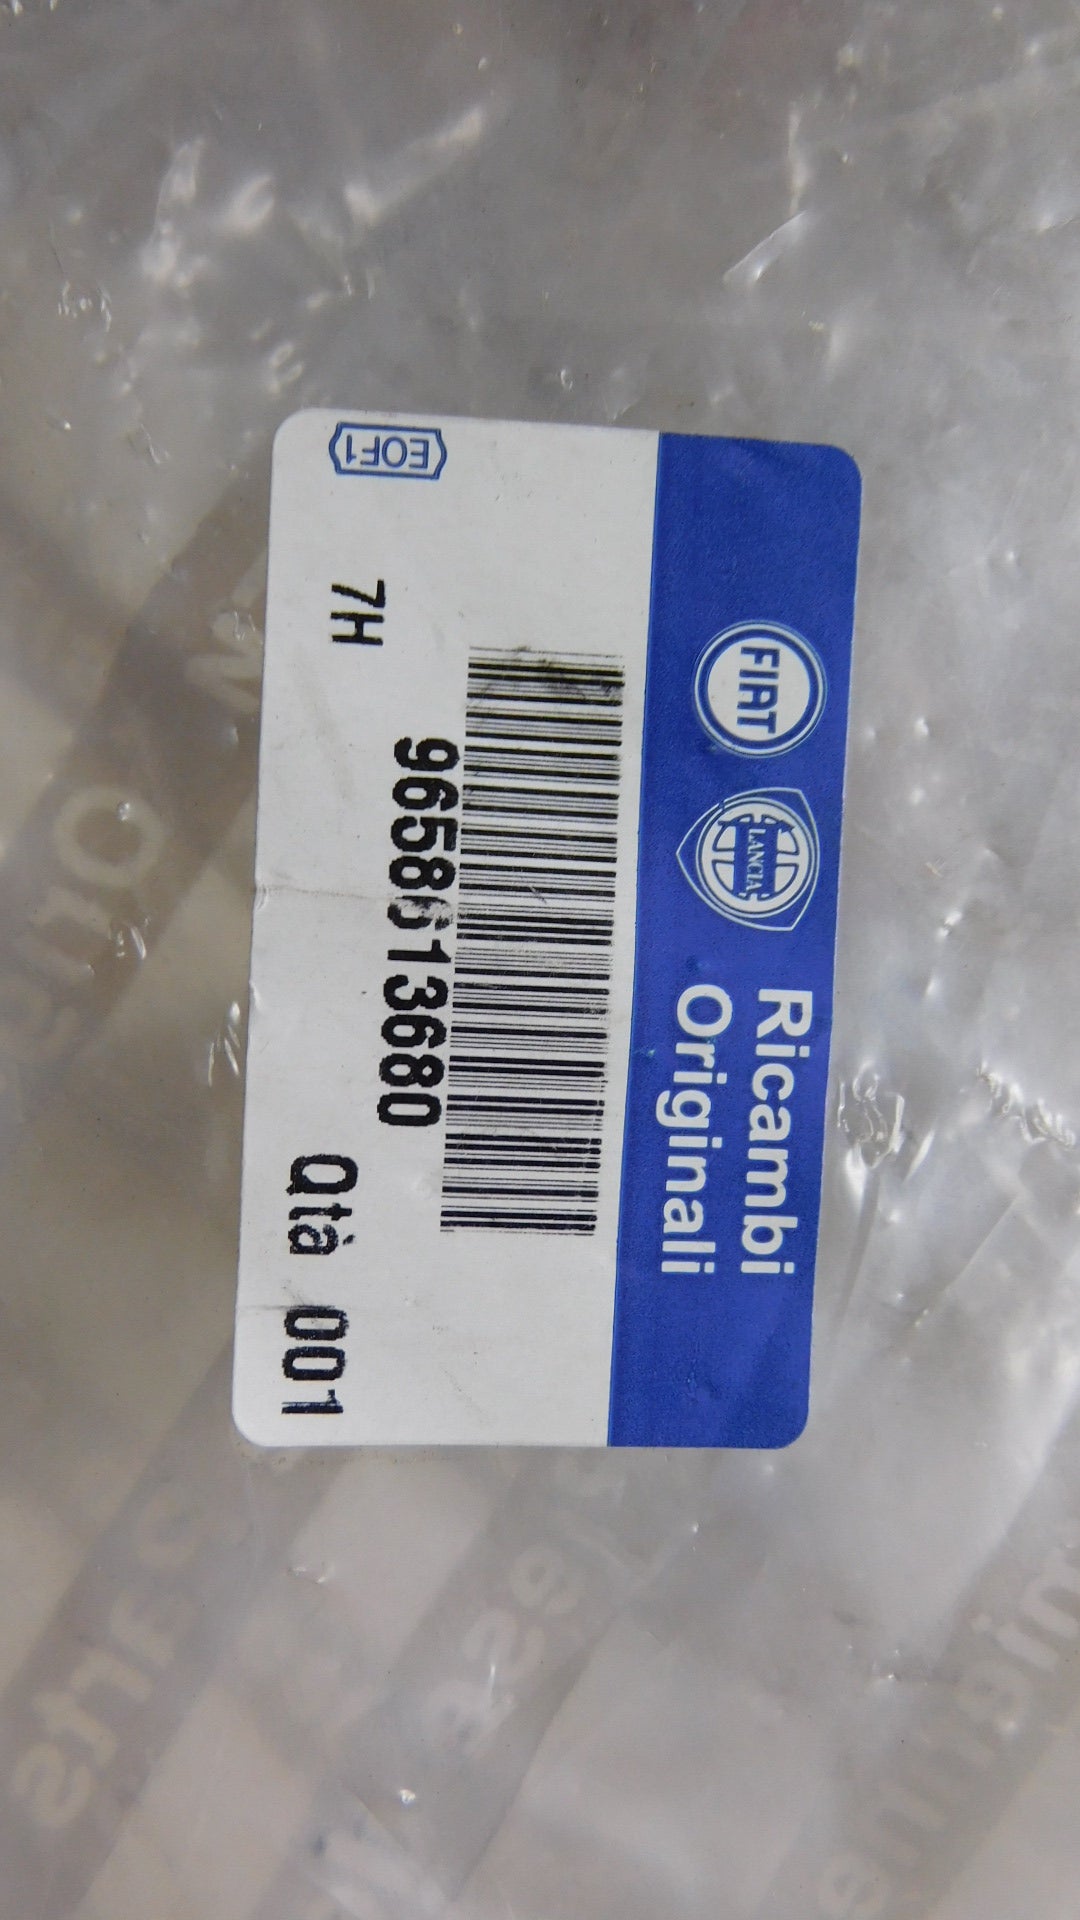 FIAT
LANCIA
Ricambi
Originali
9658613680
7H
Qtà 001
EOF1